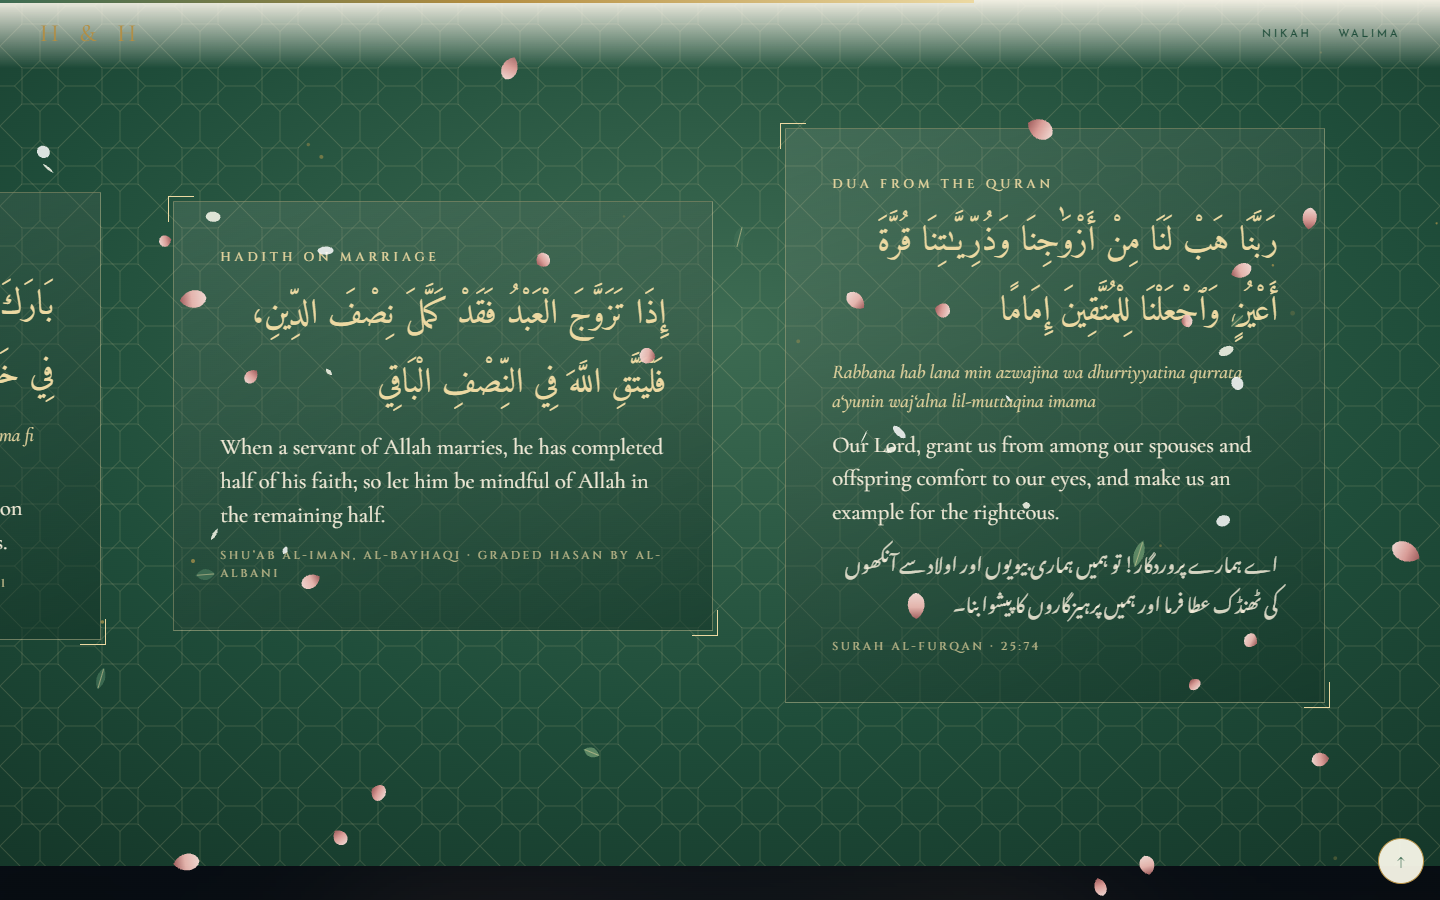 H & H
NIKAH WALIMA
بَارَكَ
فِي
ma fi
on
s.
HADITH ON MARRIAGE
إِذَا تَزَوَّجَ الْعَبْدُ فَقَدْ كَمَّلَ نِصْفَ الدِّينِ،
فَلْيَتَّقِ اللَّهَ فِي النِّصْفِ الْبَاقِي
When a servant of Allah marries, he has completed
half of his faith; so let him be mindful of Allah in
the remaining half.
SHU'AB AL-IMAN, AL-BAYHAQI · GRADED HASAN BY AL-
ALBANI
DUA FROM THE QURAN
رَبَّنَا هَبْ لَنَا مِنْ أَزْوَٰجِنَا وَذُرِّيَّـٰتِنَا قُرَّةَ
أَعْيُنٍ وَٱجْعَلْنَا لِلْمُتَّقِينَ إِمَامًا
Rabbana hab lana min azwajina wa dhurriyyatina qurrata
a‘yunin waj‘alna lil-muttaqina imama
Our Lord, grant us from among our spouses and
offspring comfort to our eyes, and make us an
example for the righteous.
اے ہمارے پروردگار! تو ہمیں ہماری بیویوں اور اولاد سے آنکھوں
کی ٹھنڈک عطا فرما اور ہمیں پرہیزگاروں کا پیشوا بنا۔
SURAH AL-FURQAN · 25:74
↑